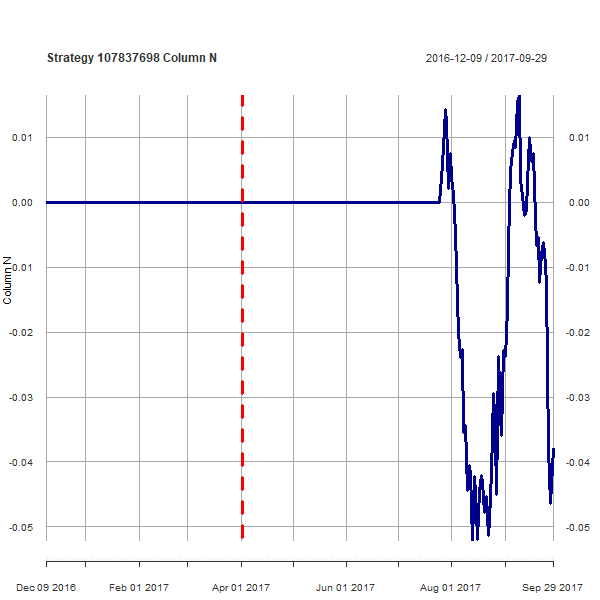 Strategy 107837698 Column N
2016-12-09 / 2017-09-29
0.01 0.01
0.00 0.00
-0.01 -0.01
Column N
-0.02 -0.02
-0.03 -0.03
-0.04 -0.04
-0.05 -0.05
Dec 09 2016 Feb 01 2017 Apr 01 2017 Jun 01 2017 Aug 01 2017 Sep 29 2017